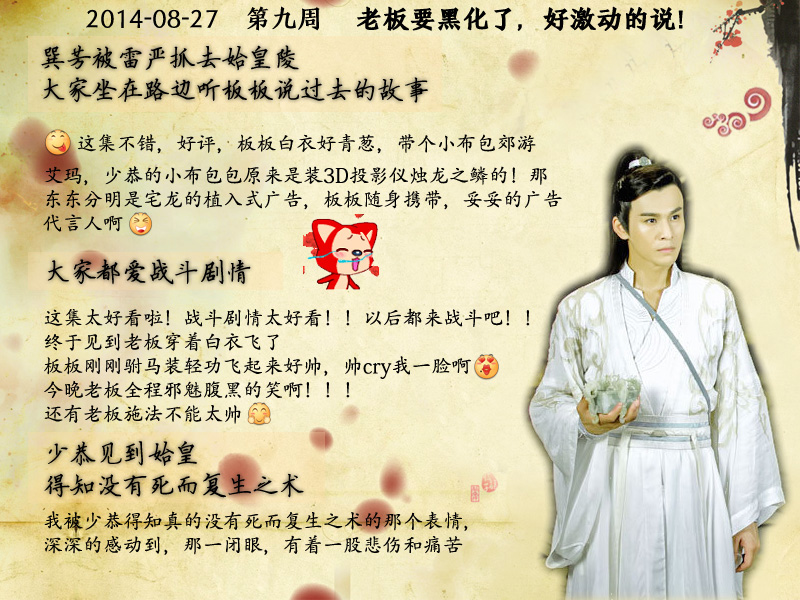 2014-08-27 第九周 老板要黑化了，好激动的说!
巽芳被雷严抓去始皇陵
大家坐在路边听板板说过去的故事
这集不错，好评，板板白衣好青葱，带个小布包郊游
艾玛，少恭的小布包包原来是装3D投影仪烛龙之鳞的！那
东东分明是宅龙的植入式广告，板板随身携带，妥妥的广告
代言人啊
大家都爱战斗剧情
这集太好看啦！战斗剧情太好看！！以后都来战斗吧！！
终于见到老板穿着白衣飞了
板板刚刚驸马装轻功飞起来好帅，帅cry我一脸啊
今晚老板全程邪魅腹黑的笑啊！！！
还有老板施法不能太帅
少恭见到始皇
得知没有死而复生之术
我被少恭得知真的没有死而复生之术的那个表情，
深深的感动到，那一闭眼，有着一股悲伤和痛苦